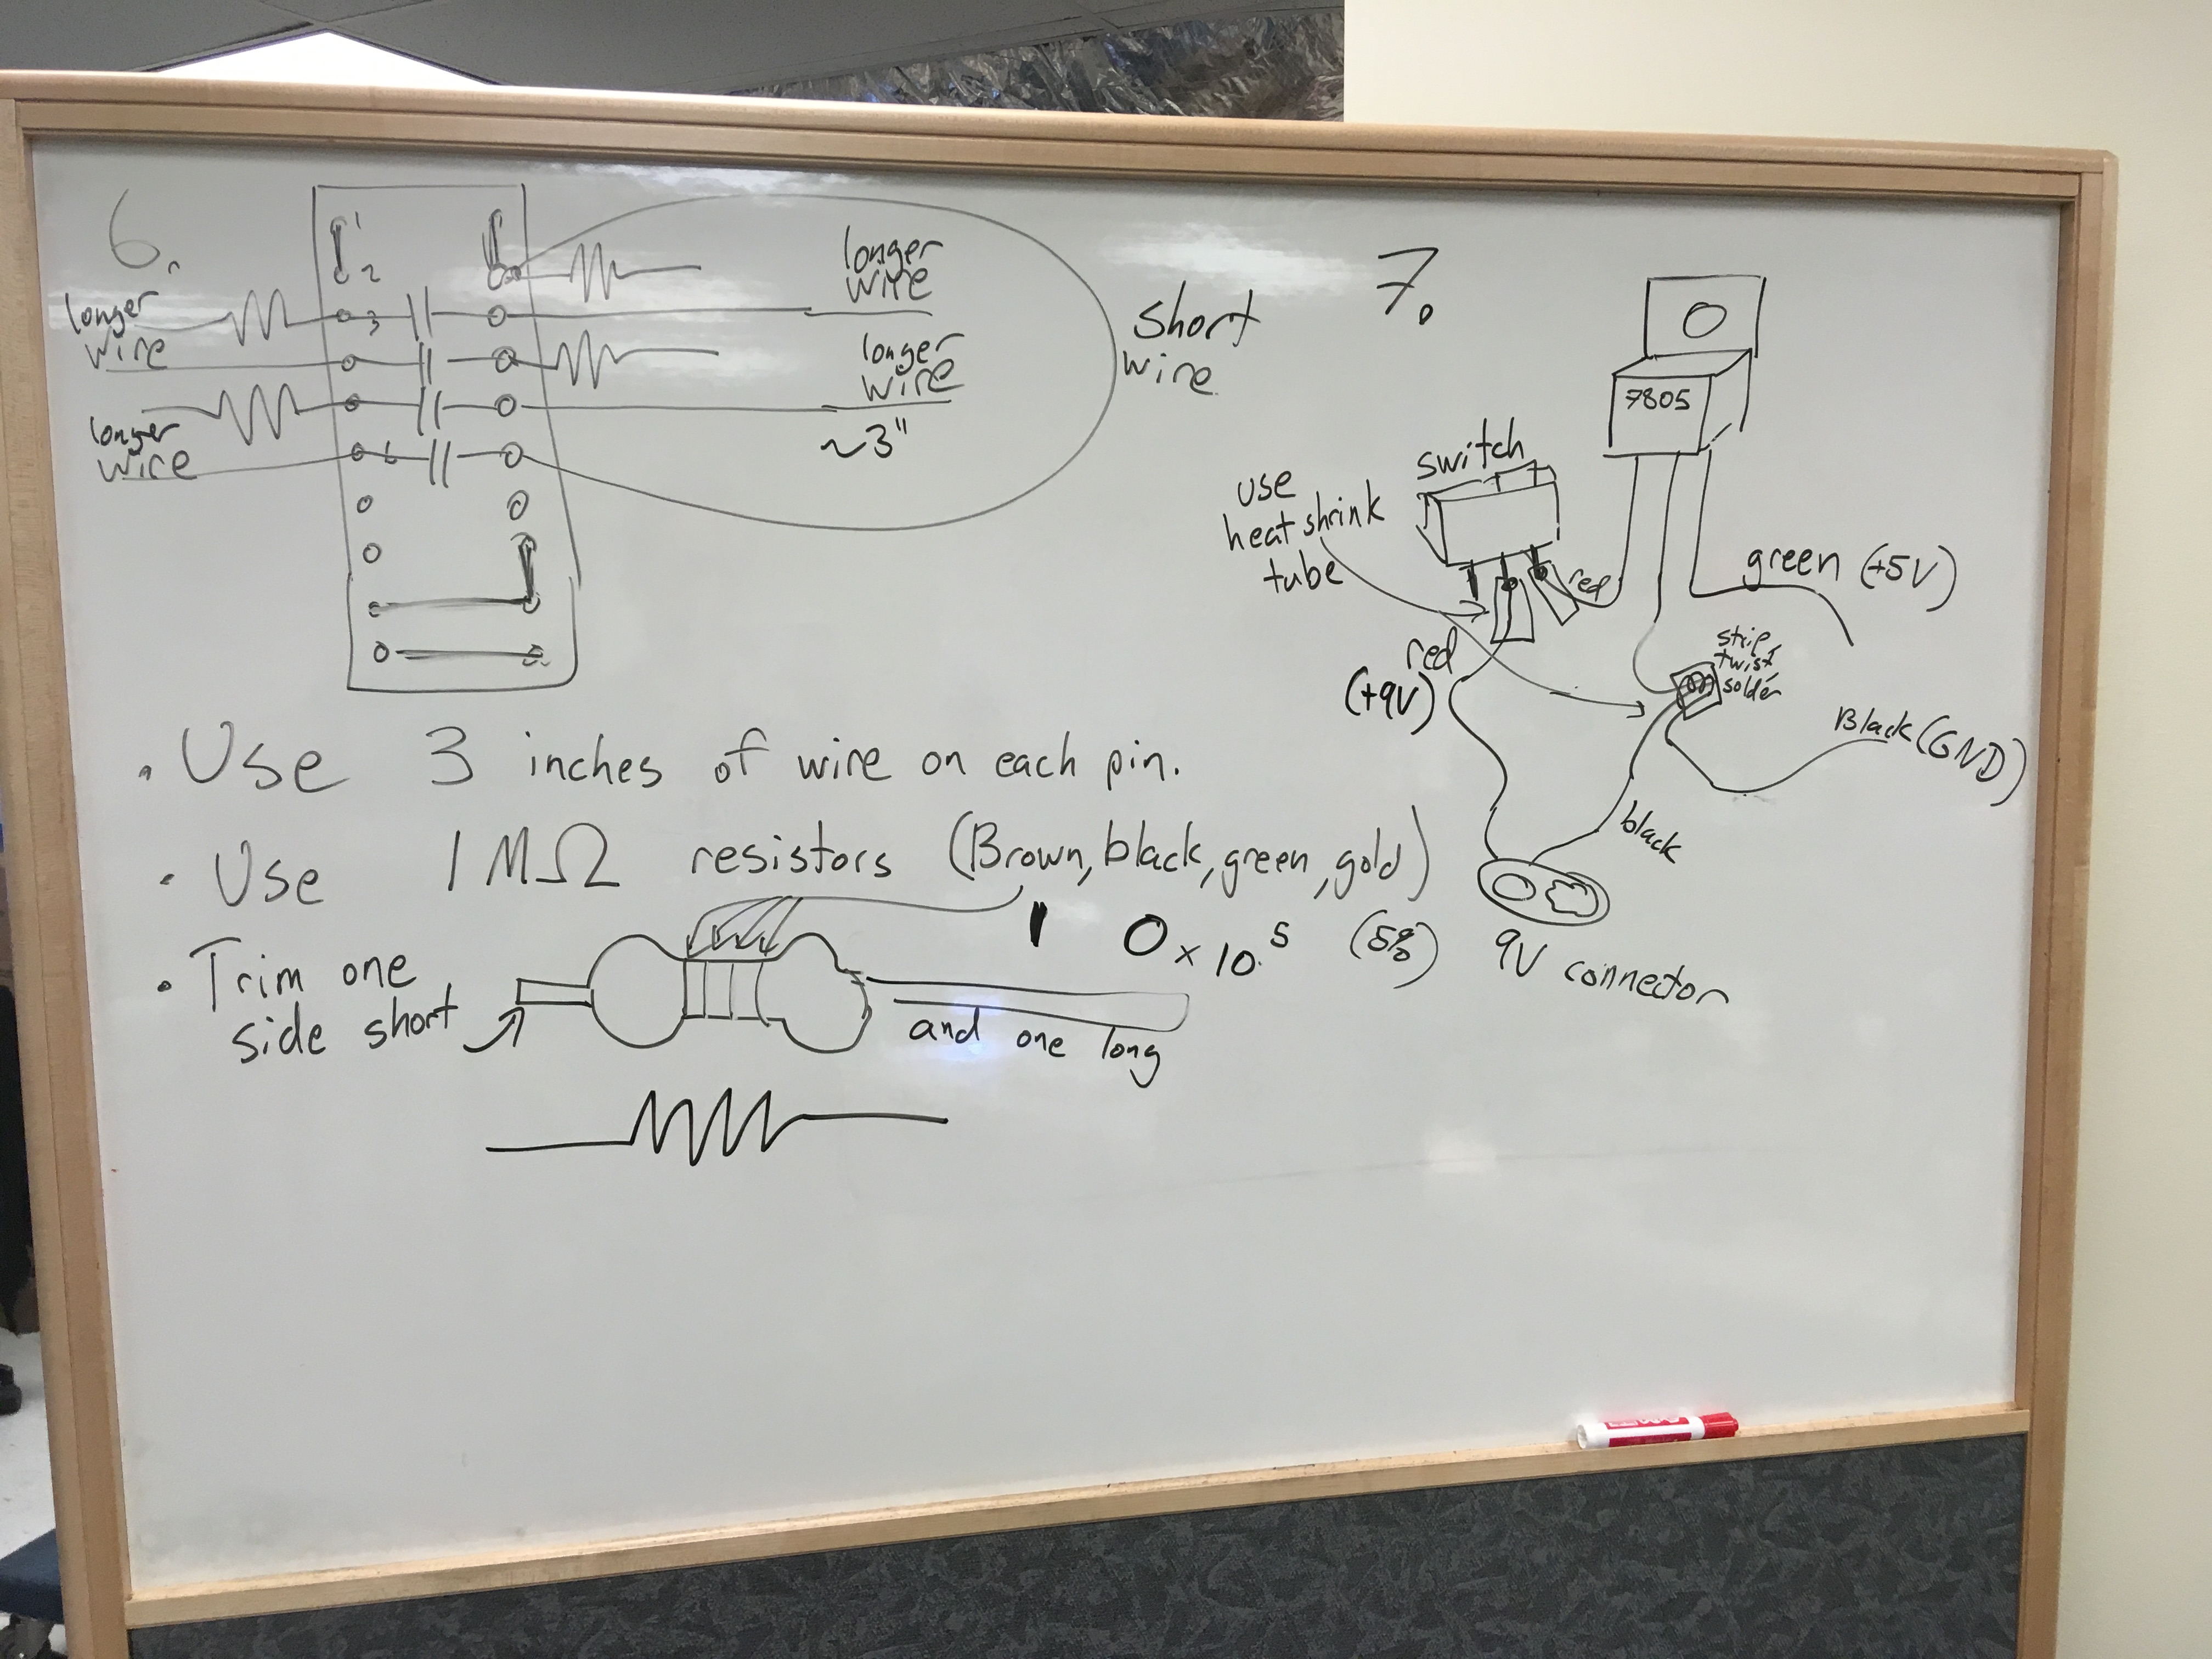 6.
1
2
3
6
longer
wire
longer
wire
longer
wire
longer
wire
~3"
short
wire
• Use 3 inches of wire on each pin.
• Use 1 MΩ resistors (Brown, black, green, gold)
1 0 x 10 5 (5%)
• Trim one
side short
and one long
7.
7805
switch
use
heat shrink
tube
red
green (+5V)
red
(+9V)
strip,
twist,
solder
Black (GND)
black
9V connector